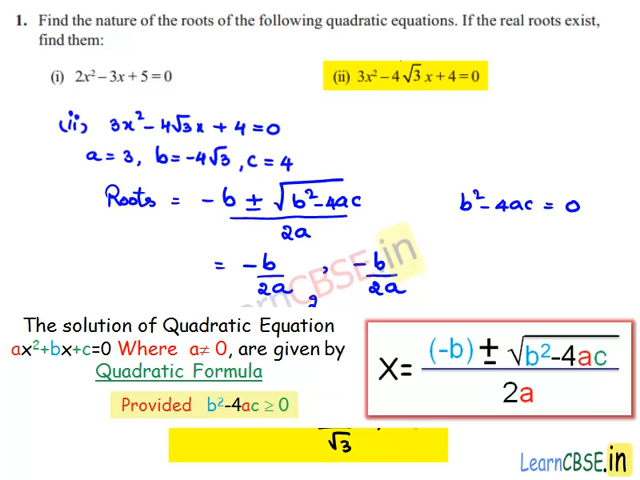 1. Find the nature of the roots of the following quadratic equations. If the real roots exist,
find them:
(i) 2x² – 3x + 5 = 0 (ii) 3x² – 4√3 x + 4 = 0
(ii) 3x² - 4√3x + 4 = 0
a = 3, b = -4√3, c = 4
Roots = -b ± √b²-4ac / 2a b² - 4ac = 0
= -b/2a , -b/2a
The solution of Quadratic Equation
ax²+bx+c=0 Where a≠ 0, are given by
Quadratic Formula
Provided b²-4ac ≥ 0
X= (-b) ± √b²-4ac / 2a
√3
LearnCBSE.in